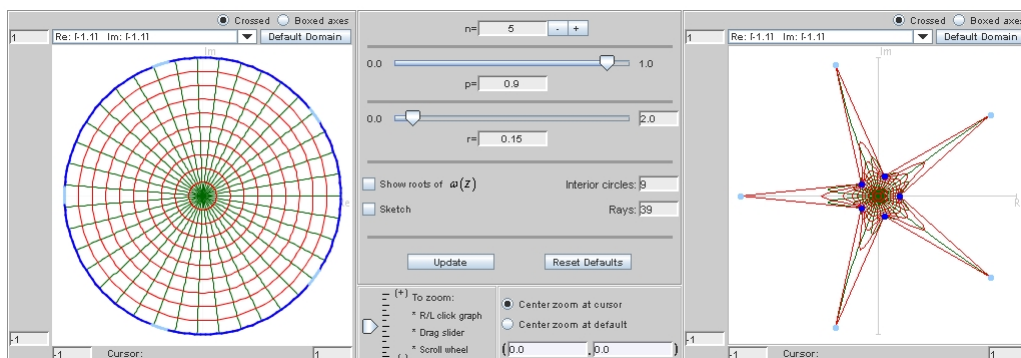 Crossed Boxed axes
1 Re: [-1,1] Im: [-1,1] Default Domain
Im
e
-1
-1 Cursor: 1
n= 5 - +
0.0 1.0
p= 0.9
0.0 2.0
r= 0.15
Show roots of ω(z) Interior circles: 9
Sketch Rays: 39
Update Reset Defaults
(+) To zoom:
* R/L click graph
* Drag slider
* Scroll wheel
(-)
Center zoom at cursor
Center zoom at default
( 0.0 , 0.0 )
Crossed Boxed axes
1 Re: [-1,1] Im: [-1,1] Default Domain
Im
R
-1
-1 Cursor: 1